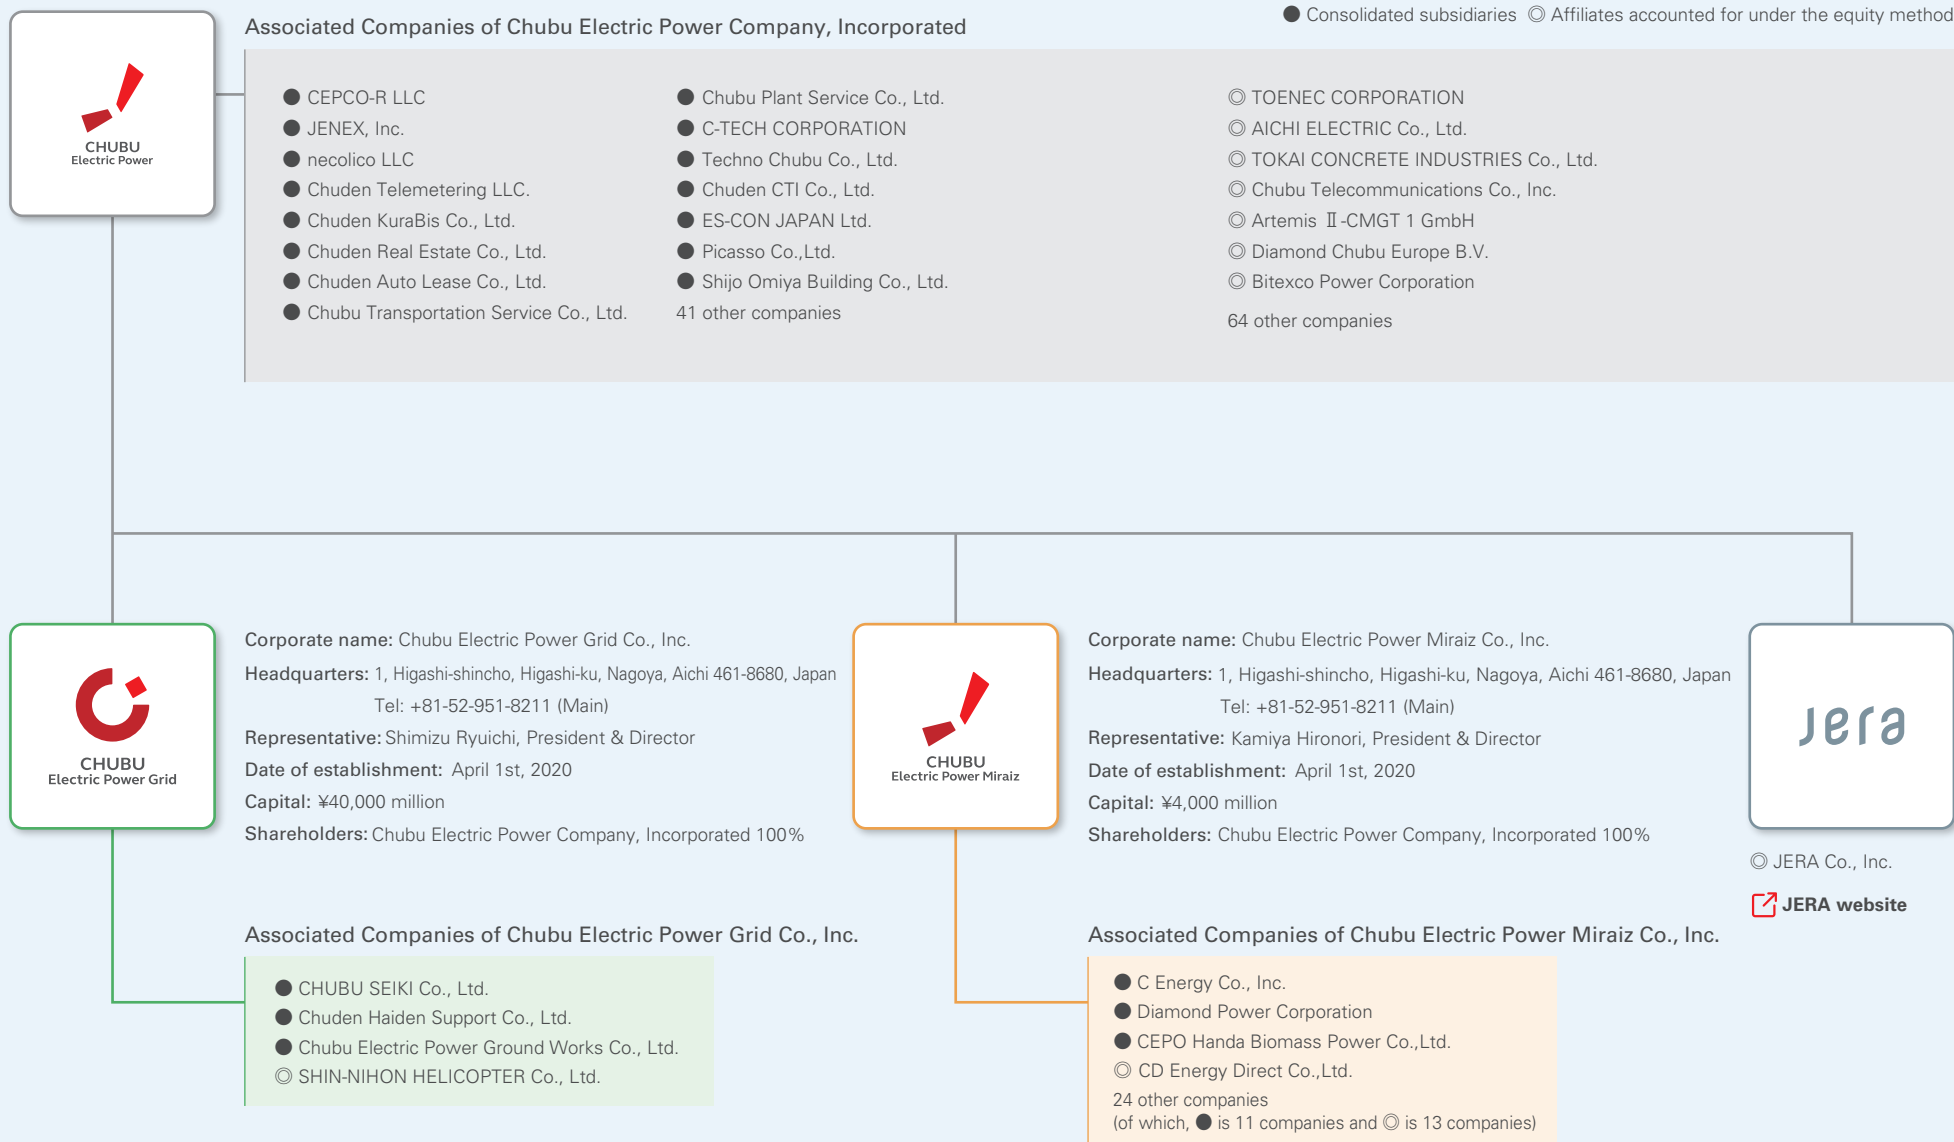 Associated Companies of Chubu Electric Power Company, Incorporated
● Consolidated subsidiaries ◎ Affiliates accounted for under the equity method
CHUBU
Electric Power
● CEPCO-R LLC
● JENEX, Inc.
● necolico LLC
● Chuden Telemetering LLC.
● Chuden KuraBis Co., Ltd.
● Chuden Real Estate Co., Ltd.
● Chuden Auto Lease Co., Ltd.
● Chubu Transportation Service Co., Ltd.
● Chubu Plant Service Co., Ltd.
● C-TECH CORPORATION
● Techno Chubu Co., Ltd.
● Chuden CTI Co., Ltd.
● ES-CON JAPAN Ltd.
● Picasso Co.,Ltd.
● Shijo Omiya Building Co., Ltd.
41 other companies
◎ TOENEC CORPORATION
◎ AICHI ELECTRIC Co., Ltd.
◎ TOKAI CONCRETE INDUSTRIES Co., Ltd.
◎ Chubu Telecommunications Co., Inc.
◎ Artemis Ⅱ-CMGT 1 GmbH
◎ Diamond Chubu Europe B.V.
◎ Bitexco Power Corporation
64 other companies
CHUBU
Electric Power Grid
Corporate name: Chubu Electric Power Grid Co., Inc.
Headquarters: 1, Higashi-shincho, Higashi-ku, Nagoya, Aichi 461-8680, Japan
Tel: +81-52-951-8211 (Main)
Representative: Shimizu Ryuichi, President & Director
Date of establishment: April 1st, 2020
Capital: ¥40,000 million
Shareholders: Chubu Electric Power Company, Incorporated 100%
Associated Companies of Chubu Electric Power Grid Co., Inc.
● CHUBU SEIKI Co., Ltd.
● Chuden Haiden Support Co., Ltd.
● Chubu Electric Power Ground Works Co., Ltd.
◎ SHIN-NIHON HELICOPTER Co., Ltd.
CHUBU
Electric Power Miraiz
Corporate name: Chubu Electric Power Miraiz Co., Inc.
Headquarters: 1, Higashi-shincho, Higashi-ku, Nagoya, Aichi 461-8680, Japan
Tel: +81-52-951-8211 (Main)
Representative: Kamiya Hironori, President & Director
Date of establishment: April 1st, 2020
Capital: ¥4,000 million
Shareholders: Chubu Electric Power Company, Incorporated 100%
Associated Companies of Chubu Electric Power Miraiz Co., Inc.
● C Energy Co., Inc.
● Diamond Power Corporation
● CEPO Handa Biomass Power Co.,Ltd.
◎ CD Energy Direct Co.,Ltd.
24 other companies
(of which, ● is 11 companies and ◎ is 13 companies)
Jera
◎ JERA Co., Inc.
JERA website